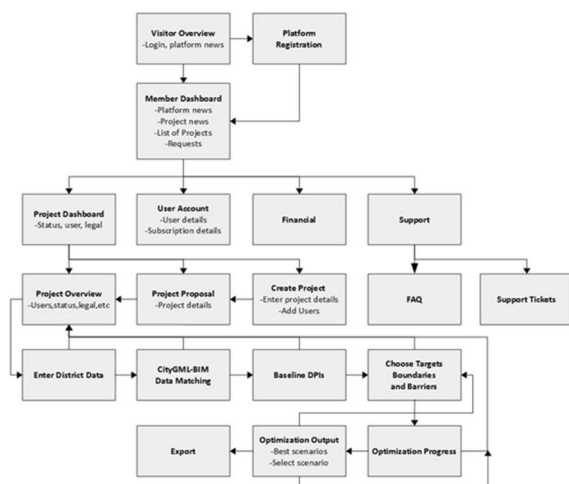 Visitor Overview
-Login, platform news
Platform
Registration
Member Dashboard
-Platform news
-Project news
-List of Projects
-Requests
Project Dashboard
-Status, user, legal
User Account
-User details
-Subscription details
Financial
Support
Project Overview
-Users,status,legal,etc
Project Proposal
-Project details
Create Project
-Enter project details
-Add Users
FAQ
Support Tickets
Enter District Data
CityGML-BIM
Data Matching
Baseline DPIs
Choose Targets
Boundaries
and Barriers
Export
Optimization Output
-Best scenarios
-Select scenario
Optimization Progress